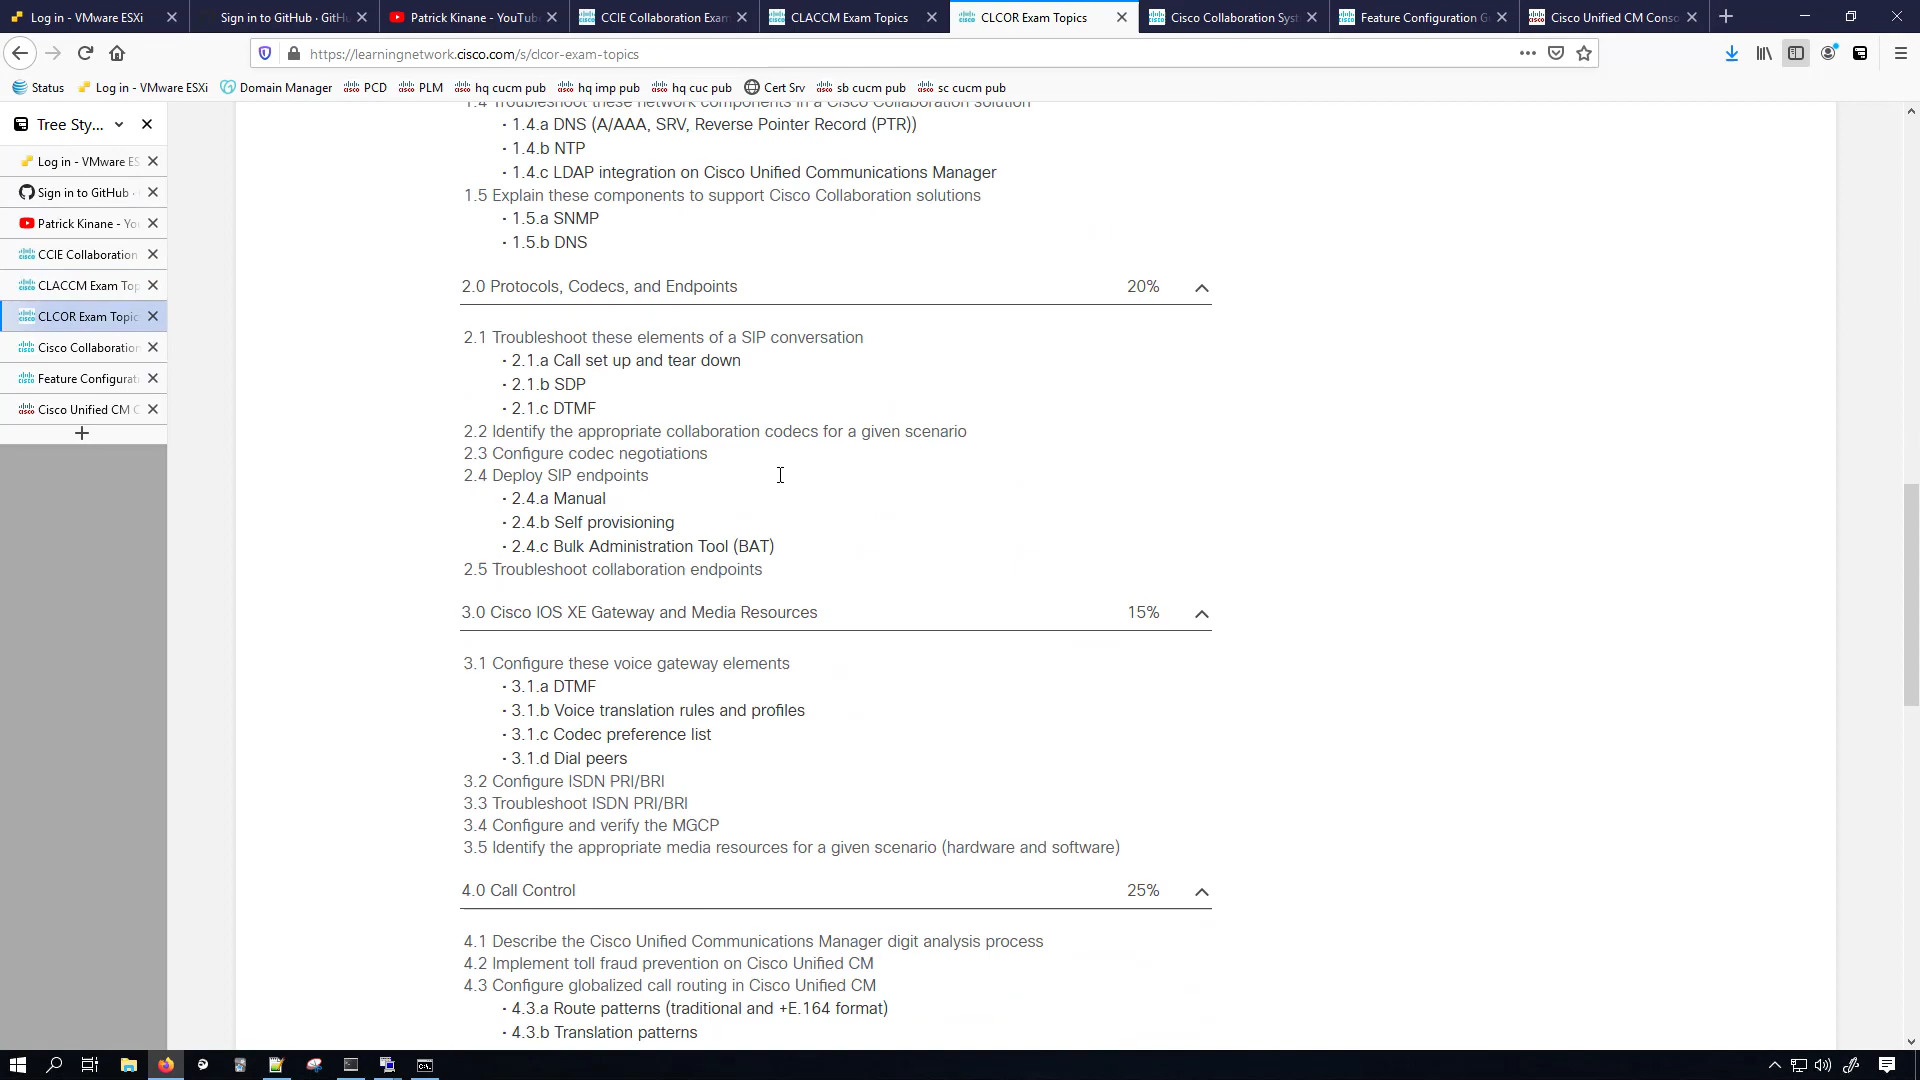 Log in - VMware ESXi
Sign in to GitHub · GitHu
Patrick Kinane - YouTube
CCIE Collaboration Exam
CLACCM Exam Topics
CLCOR Exam Topics
Cisco Collaboration Syst
Feature Configuration G
Cisco Unified CM Conso
https://learningnetwork.cisco.com/s/clcor-exam-topics
Status
Log in - VMware ESXi
Domain Manager
PCD
PLM
hq cucm pub
hq imp pub
hq cuc pub
Cert Srv
sb cucm pub
sc cucm pub
Tree Sty...
Log in - VMware ES
Sign in to GitHub ·
Patrick Kinane - Yo
CCIE Collaboration
CLACCM Exam Top
CLCOR Exam Topic
Cisco Collaboration
Feature Configurat
Cisco Unified CM C
1.4 Troubleshoot these network components in a Cisco Collaboration solution
· 1.4.a DNS (A/AAA, SRV, Reverse Pointer Record (PTR))
· 1.4.b NTP
· 1.4.c LDAP integration on Cisco Unified Communications Manager
1.5 Explain these components to support Cisco Collaboration solutions
· 1.5.a SNMP
· 1.5.b DNS
2.0 Protocols, Codecs, and Endpoints 20%
2.1 Troubleshoot these elements of a SIP conversation
· 2.1.a Call set up and tear down
· 2.1.b SDP
· 2.1.c DTMF
2.2 Identify the appropriate collaboration codecs for a given scenario
2.3 Configure codec negotiations
2.4 Deploy SIP endpoints
· 2.4.a Manual
· 2.4.b Self provisioning
· 2.4.c Bulk Administration Tool (BAT)
2.5 Troubleshoot collaboration endpoints
3.0 Cisco IOS XE Gateway and Media Resources 15%
3.1 Configure these voice gateway elements
· 3.1.a DTMF
· 3.1.b Voice translation rules and profiles
· 3.1.c Codec preference list
· 3.1.d Dial peers
3.2 Configure ISDN PRI/BRI
3.3 Troubleshoot ISDN PRI/BRI
3.4 Configure and verify the MGCP
3.5 Identify the appropriate media resources for a given scenario (hardware and software)
4.0 Call Control 25%
4.1 Describe the Cisco Unified Communications Manager digit analysis process
4.2 Implement toll fraud prevention on Cisco Unified CM
4.3 Configure globalized call routing in Cisco Unified CM
· 4.3.a Route patterns (traditional and +E.164 format)
· 4.3.b Translation patterns